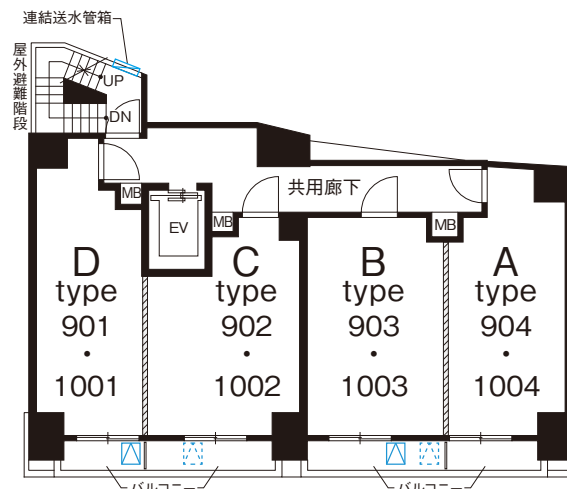 連結送水管箱
屋外避難階段
UP
DN
共用廊下
MB
EV
MB
MB
D
type
901
・
1001
C
type
902
・
1002
B
type
903
・
1003
A
type
904
・
1004
バルコニー
バルコニー